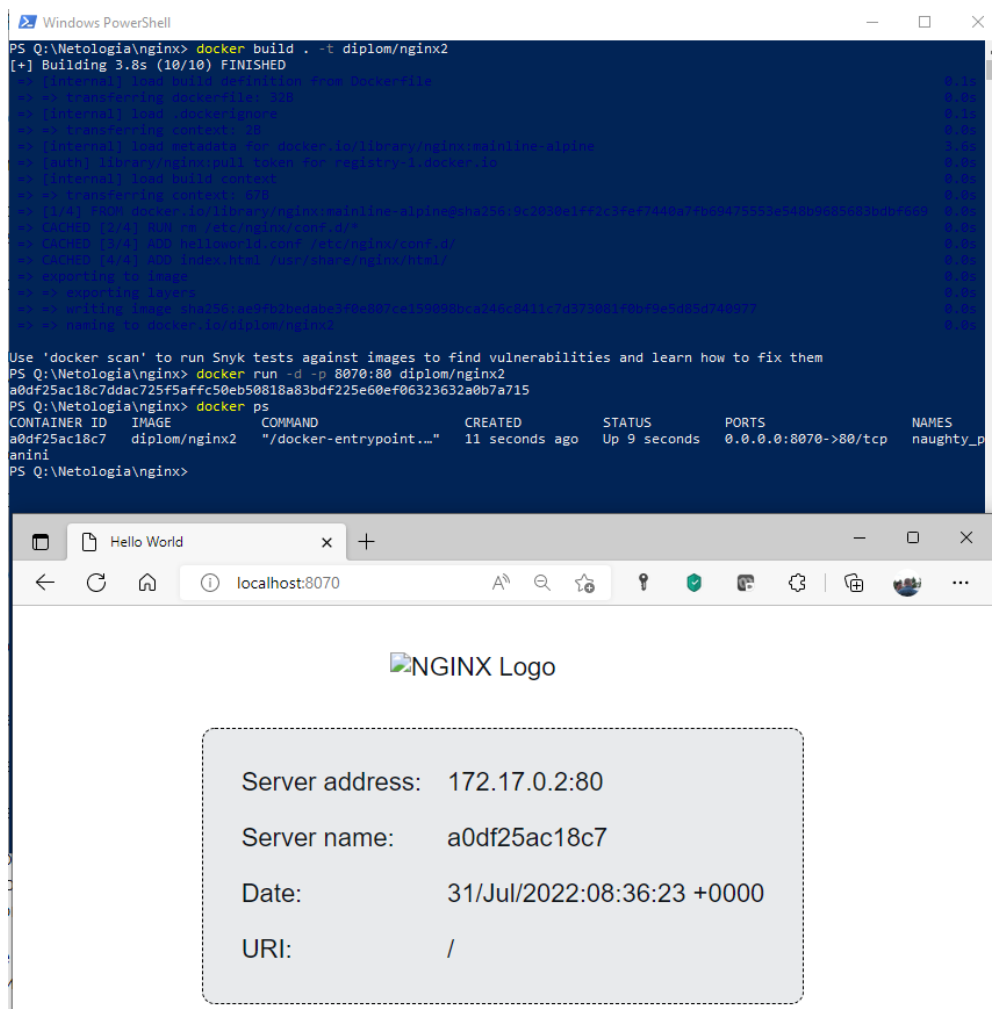 Windows PowerShell
PS Q:\Netologia\nginx> docker build . -t diplom/nginx2
[+] Building 3.8s (10/10) FINISHED
=> [internal] load build definition from Dockerfile 0.1s
=> => transferring dockerfile: 32B 0.0s
=> [internal] load .dockerignore 0.1s
=> => transferring context: 2B 0.0s
=> [internal] load metadata for docker.io/library/nginx:mainline-alpine 3.6s
=> [auth] library/nginx:pull token for registry-1.docker.io 0.0s
=> [internal] load build context 0.0s
=> => transferring context: 67B 0.0s
=> [1/4] FROM docker.io/library/nginx:mainline-alpine 0.0s
=> CACHED [2/4] RUN rm /etc/nginx/conf.d/* 0.0s
=> CACHED [3/4] ADD helloworld.conf /etc/nginx/conf.d/ 0.0s
=> CACHED [4/4] ADD index.html /usr/share/nginx/html/ 0.0s
=> exporting to image 0.0s
=> => exporting layers 0.0s
=> => writing image 0.0s
=> => naming to docker.io/diplom/nginx2 0.0s
Use 'docker scan' to run Snyk tests against images to find vulnerabilities and learn how to fix them
PS Q:\Netologia\nginx> docker run -d -p 8070:80 diplom/nginx2
a0df25ac18c7ddac725f5affc50eb50818a83bdf225e60ef06323632a0b7a715
PS Q:\Netologia\nginx> docker ps
CONTAINER ID IMAGE COMMAND CREATED STATUS PORTS NAMES
a0df25ac18c7 diplom/nginx2 "/docker-entrypoint.…" 11 seconds ago Up 9 seconds 0.0.0.0:8070->80/tcp naughty_p
anini
PS Q:\Netologia\nginx>
Hello World
localhost:8070
NGINX Logo
Server address: 172.17.0.2:80
Server name: a0df25ac18c7
Date: 31/Jul/2022:08:36:23 +0000
URI: /